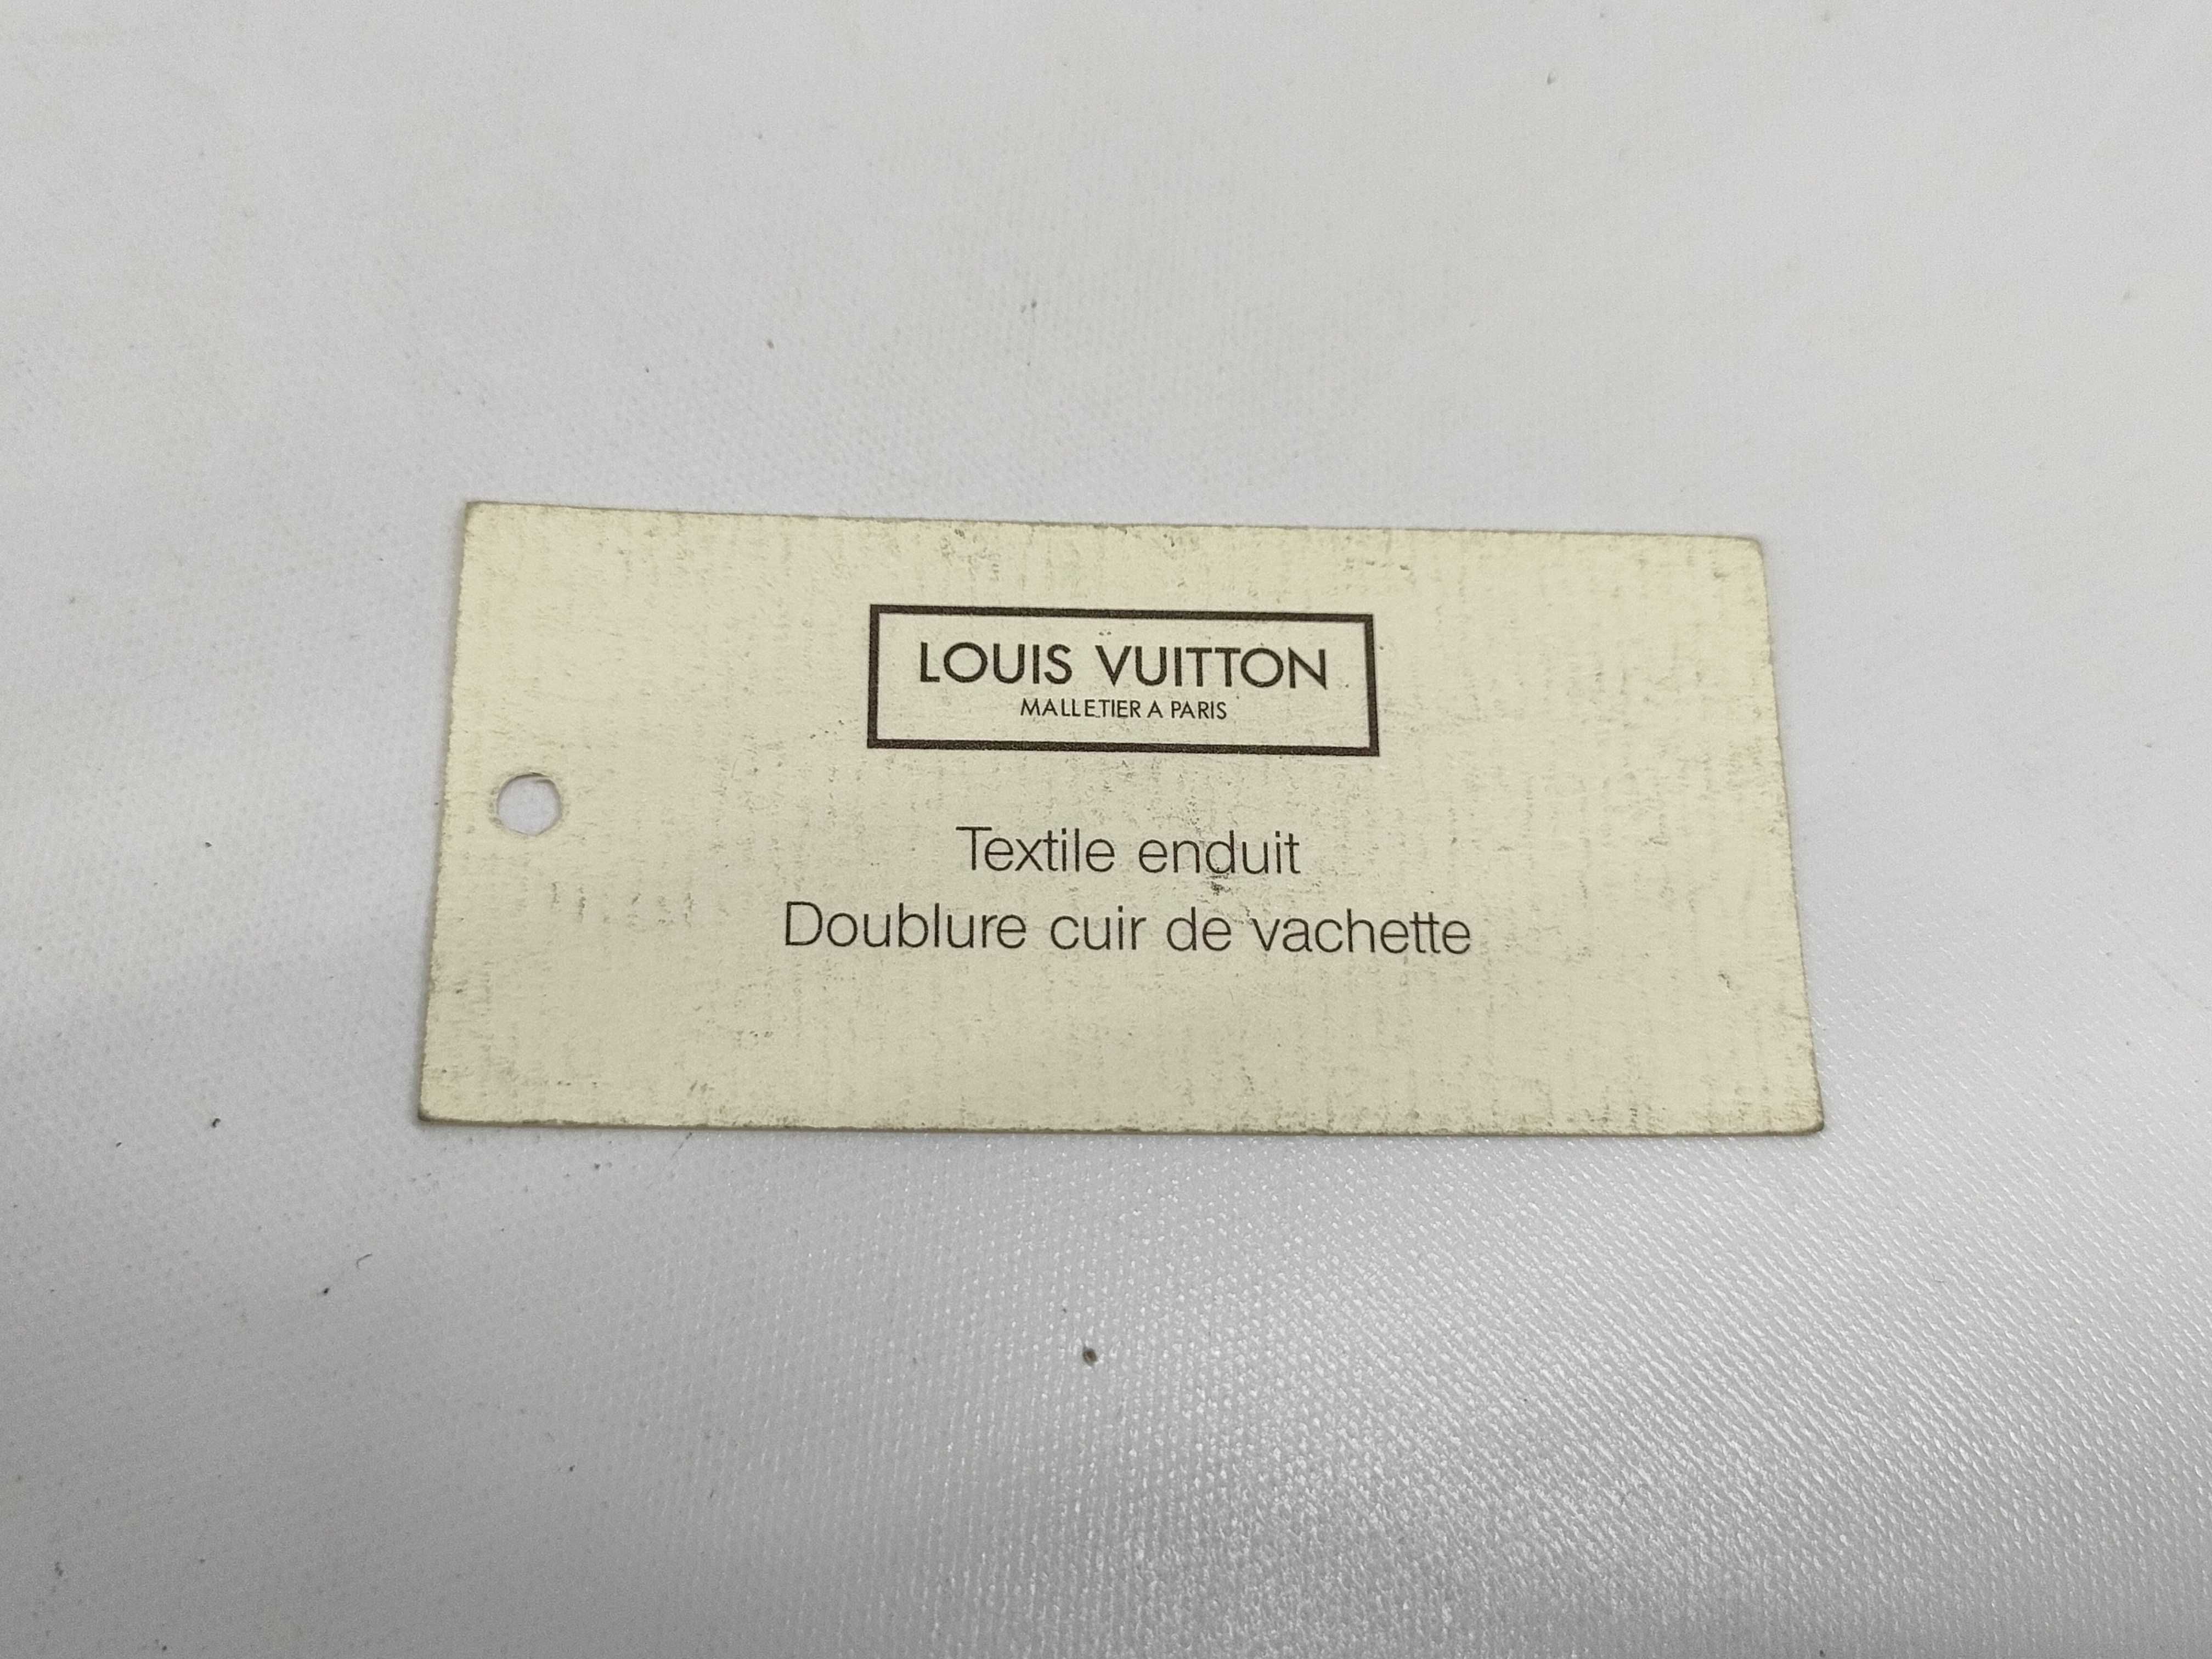 LOUIS VUITTON
MALLETIER A PARIS
Textile enduit
Doublure cuir de vachette